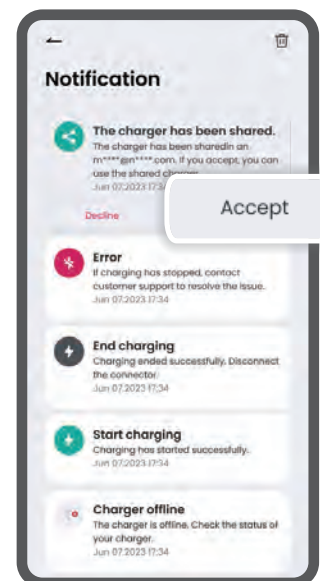 Notification
The charger has been shared.
The charger has been sharedin an
m****@n****.com. If you accept, you can
use the shared charger.
Jun 07.2023 17:34
Decline
Accept
Error
If charging has stopped, contact
customer support to resolve the issue.
Jun 07.2023 17:34
End charging
Charging ended successfully. Disconnect
the connector.
Jun 07.2023 17:34
Start charging
Charging has started successfully.
Jun 07.2023 17:34
Charger offline
The charger is offline. Check the status of
your charger.
Jun 07.2023 17:34